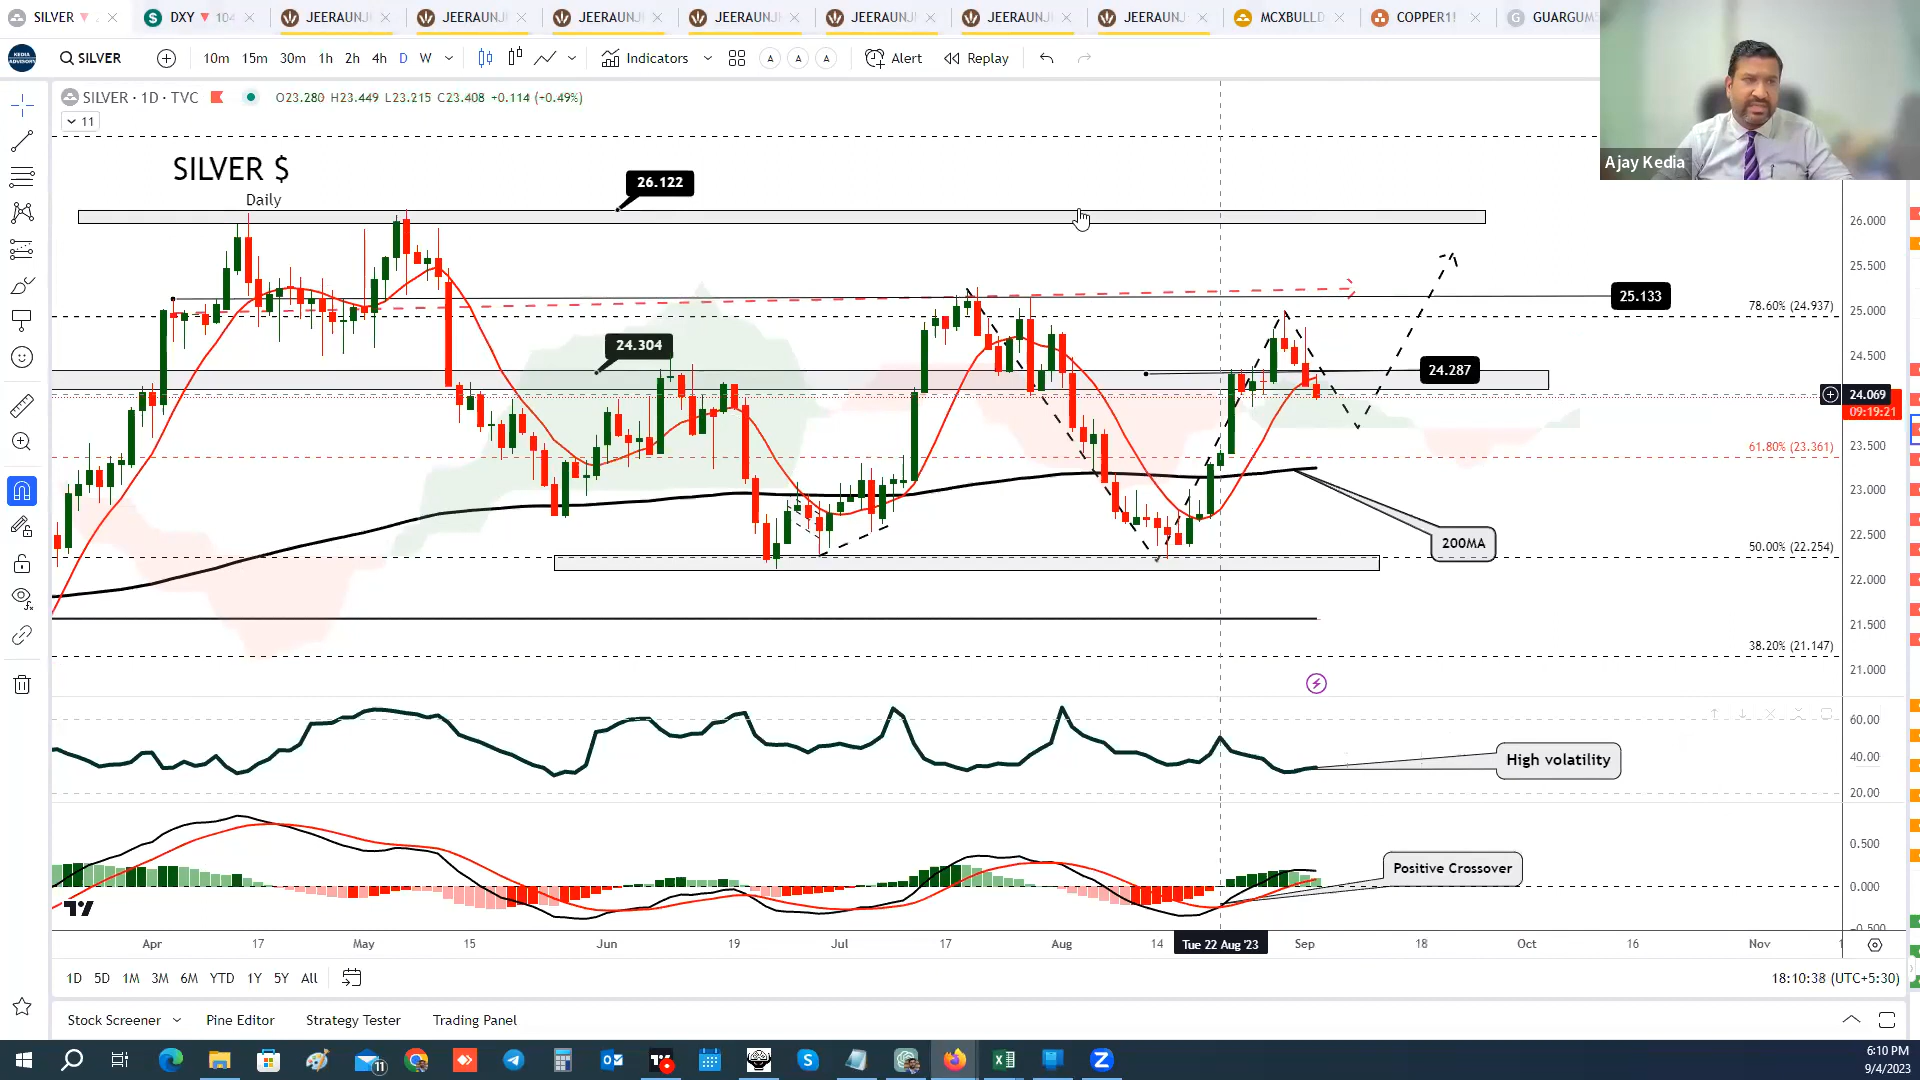 SILVER ▼
DXY ▼ 104
JEERAUNJ
JEERAUNJ
JEERAUNJ
JEERAUNJ
JEERAUNJ
JEERAUNJ
JEERAUNJ
MCXBULLD
COPPER1!
GUARGUM5
KEDIA ADVISORY
SILVER
10m 15m 30m 1h 2h 4h D W
Indicators
A A A
Alert
Replay
SILVER · 1D · TVC
O23.280 H23.449 L23.215 C23.408 +0.114 (+0.49%)
11
Ajay Kedia
SILVER $
Daily
26.122
26.000
25.500
25.133
78.60% (24.937)
25.000
24.304
24.500
24.287
24.069
09:19:21
61.80% (23.361)
23.500
23.000
200MA
22.500
50.00% (22.254)
22.000
21.500
38.20% (21.147)
21.000
60.00
High volatility
40.00
20.00
0.500
Positive Crossover
0.000
-0.500
Apr 17 May 15 Jun 19 Jul 17 Aug 14 Tue 22 Aug '23 Sep 18 Oct 16 Nov
1D 5D 1M 3M 6M YTD 1Y 5Y All
18:10:38 (UTC+5:30)
Stock Screener
Pine Editor
Strategy Tester
Trading Panel
11
6:10 PM
9/4/2023